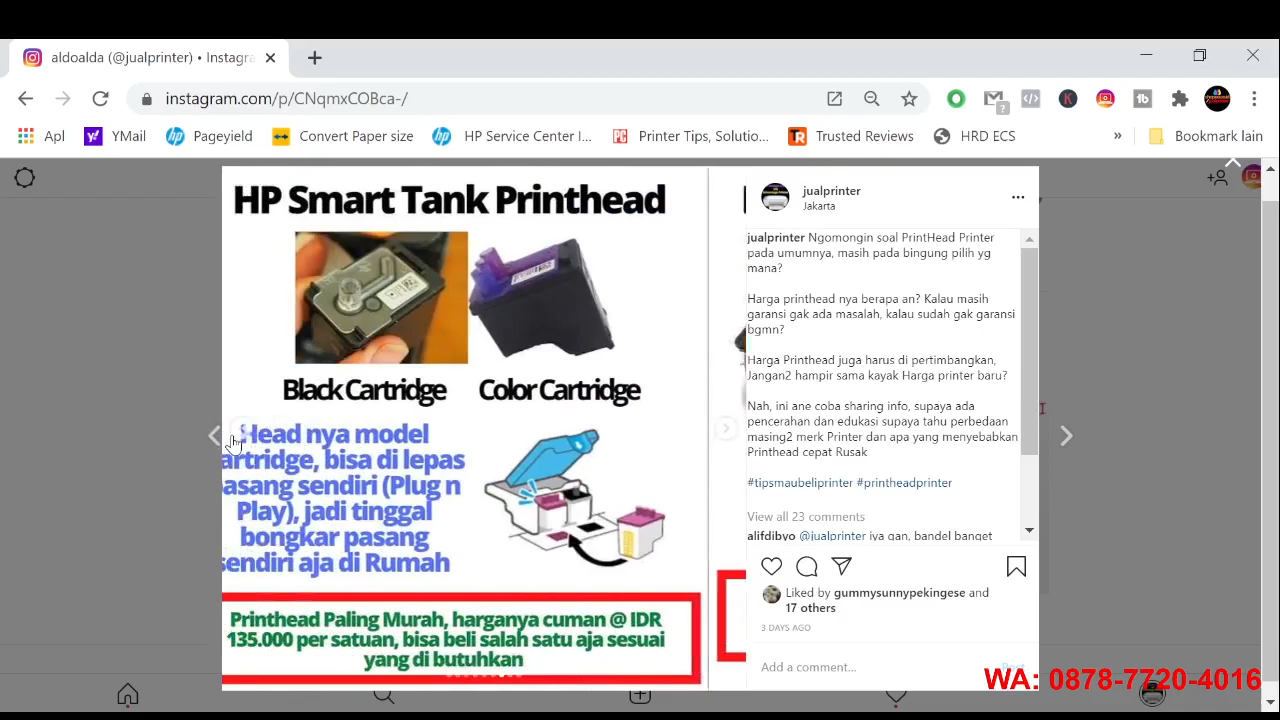 aldoalda (@jualprinter) • Instagra
instagram.com/p/CNqmxCOBca-/
Apl
YMail
Pageyield
Convert Paper size
HP Service Center I...
Printer Tips, Solutio...
Trusted Reviews
HRD ECS
»
Bookmark lain
HP Smart Tank Printhead
Black Cartridge
Color Cartridge
Head nya model
artridge, bisa di lepas
asang sendiri (Plug n
Play), jadi tinggal
bongkar pasang
sendiri aja di Rumah
Printhead Paling Murah, harganya cuman @ IDR
135.000 per satuan, bisa beli salah satu aja sesuai
yang di butuhkan
jualprinter
Jakarta
jualprinter Ngomongin soal PrintHead Printer
pada umumnya, masih pada bingung pilih yg
mana?
Harga printhead nya berapa an? Kalau masih
garansi gak ada masalah, kalau sudah gak garansi
bgmn?
Harga Printhead juga harus di pertimbangkan,
Jangan2 hampir sama kayak Harga printer baru?
Nah, ini ane coba sharing info, supaya ada
pencerahan dan edukasi supaya tahu perbedaan
masing2 merk Printer dan apa yang menyebabkan
Printhead cepat Rusak
#tipsmaubeliprinter #printheadprinter
View all 23 comments
alifdibyo @jualprinter iya gan, bandel banget
Liked by gummysunnypekingese and
17 others
3 DAYS AGO
Add a comment...
Post
WA: 0878-7720-4016